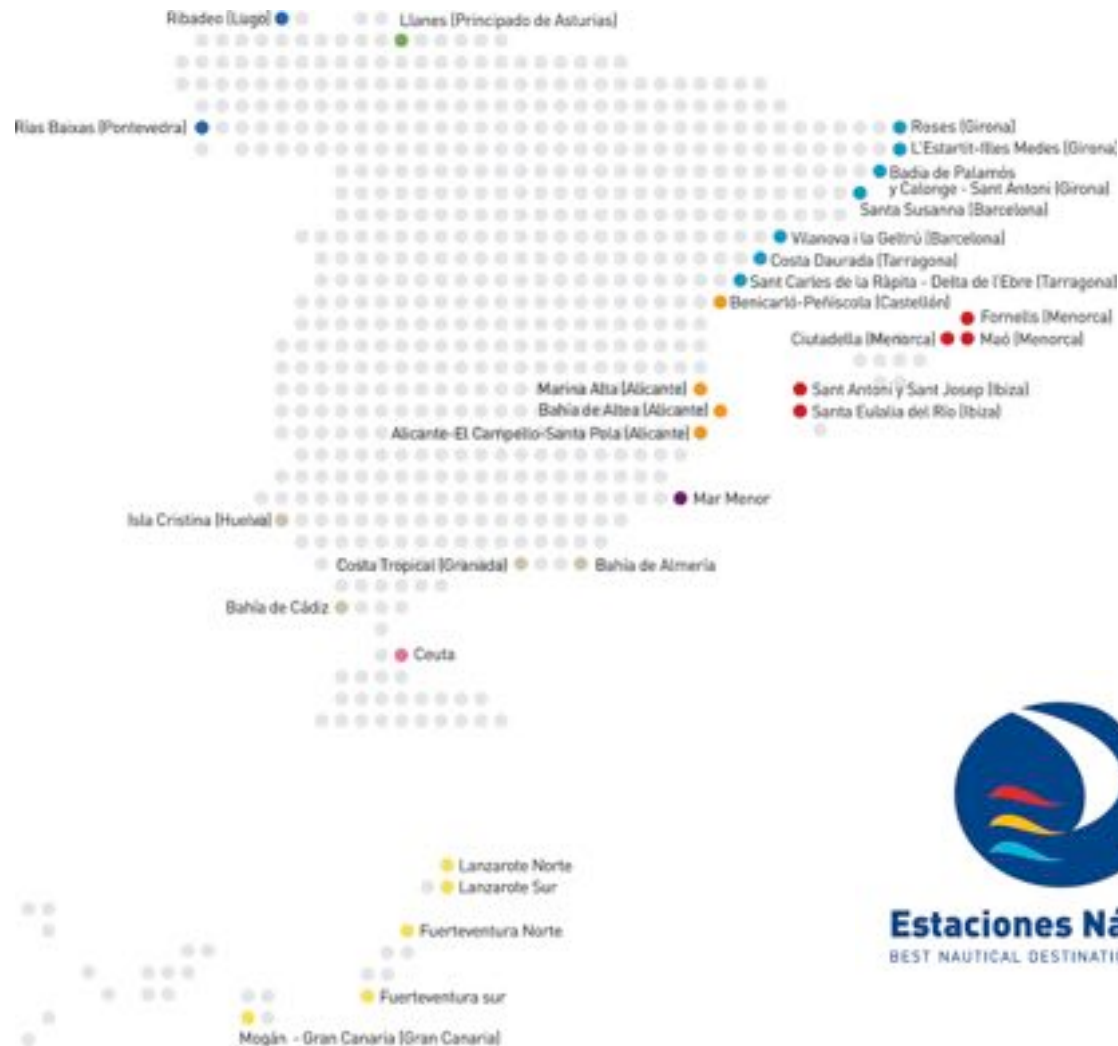 Ribadeo (Lugo)
Llanes (Principado de Asturias)
Rías Baixas (Pontevedra)
Roses (Girona)
L'Estartit-Illes Medes (Girona)
Badia de Palamós
y Calonge - Sant Antoni (Girona)
Santa Susanna (Barcelona)
Vilanova i la Geltrú (Barcelona)
Costa Daurada (Tarragona)
Sant Carles de la Ràpita - Delta de l'Ebre (Tarragona)
Benicarló-Peñíscola (Castellón)
Fornells (Menorca)
Ciutadella (Menorca)
Maó (Menorca)
Marina Alta (Alicante)
Sant Antoni y Sant Josep (Ibiza)
Bahía de Altea (Alicante)
Santa Eulalia del Río (Ibiza)
Alicante-El Campello-Santa Pola (Alicante)
Mar Menor
Isla Cristina (Huelva)
Costa Tropical (Granada)
Bahía de Almería
Bahía de Cádiz
Ceuta
Lanzarote Norte
Lanzarote Sur
Fuerteventura Norte
Fuerteventura sur
Mogán - Gran Canaria (Gran Canaria)
Estaciones Ná
BEST NAUTICAL DESTINATI